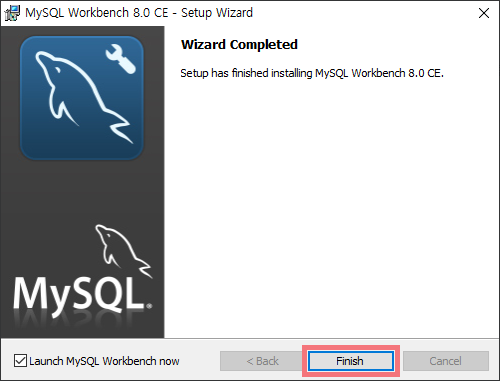 MySQL Workbench 8.0 CE - Setup Wizard
Wizard Completed
Setup has finished installing MySQL Workbench 8.0 CE.
MySQL®
Launch MySQL Workbench now
< Back
Finish
Cancel